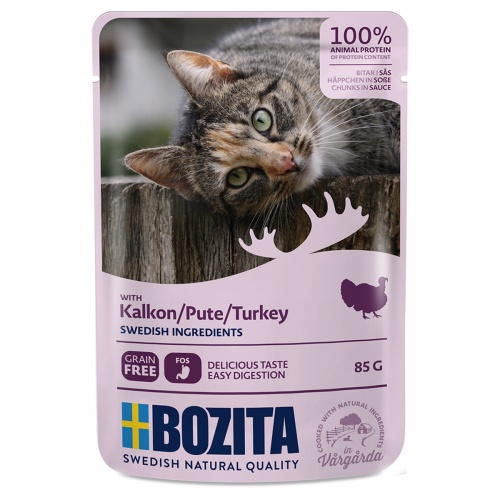 100%
ANIMAL PROTEIN
OF PROTEIN CONTENT
BITAR I SÅS
HÄPPCHEN IN SOßE
CHUNKS IN SAUCE
WITH
Kalkon/Pute/Turkey
SWEDISH INGREDIENTS
GRAIN
FREE
FOS
DELICIOUS TASTE
EASY DIGESTION
85 G
BOZITA
SWEDISH NATURAL QUALITY
COOKED WITH NATURAL INGREDIENTS
in
Vårgårda